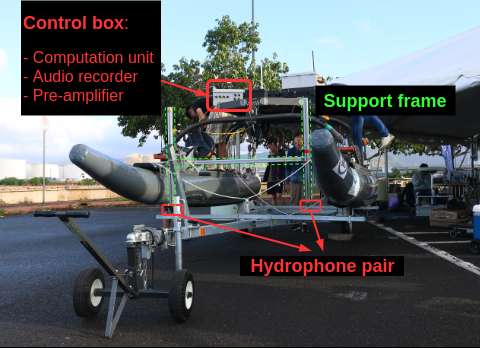 Control box:
- Computation unit
- Audio recorder
- Pre-amplifier
Support frame
Hydrophone pair